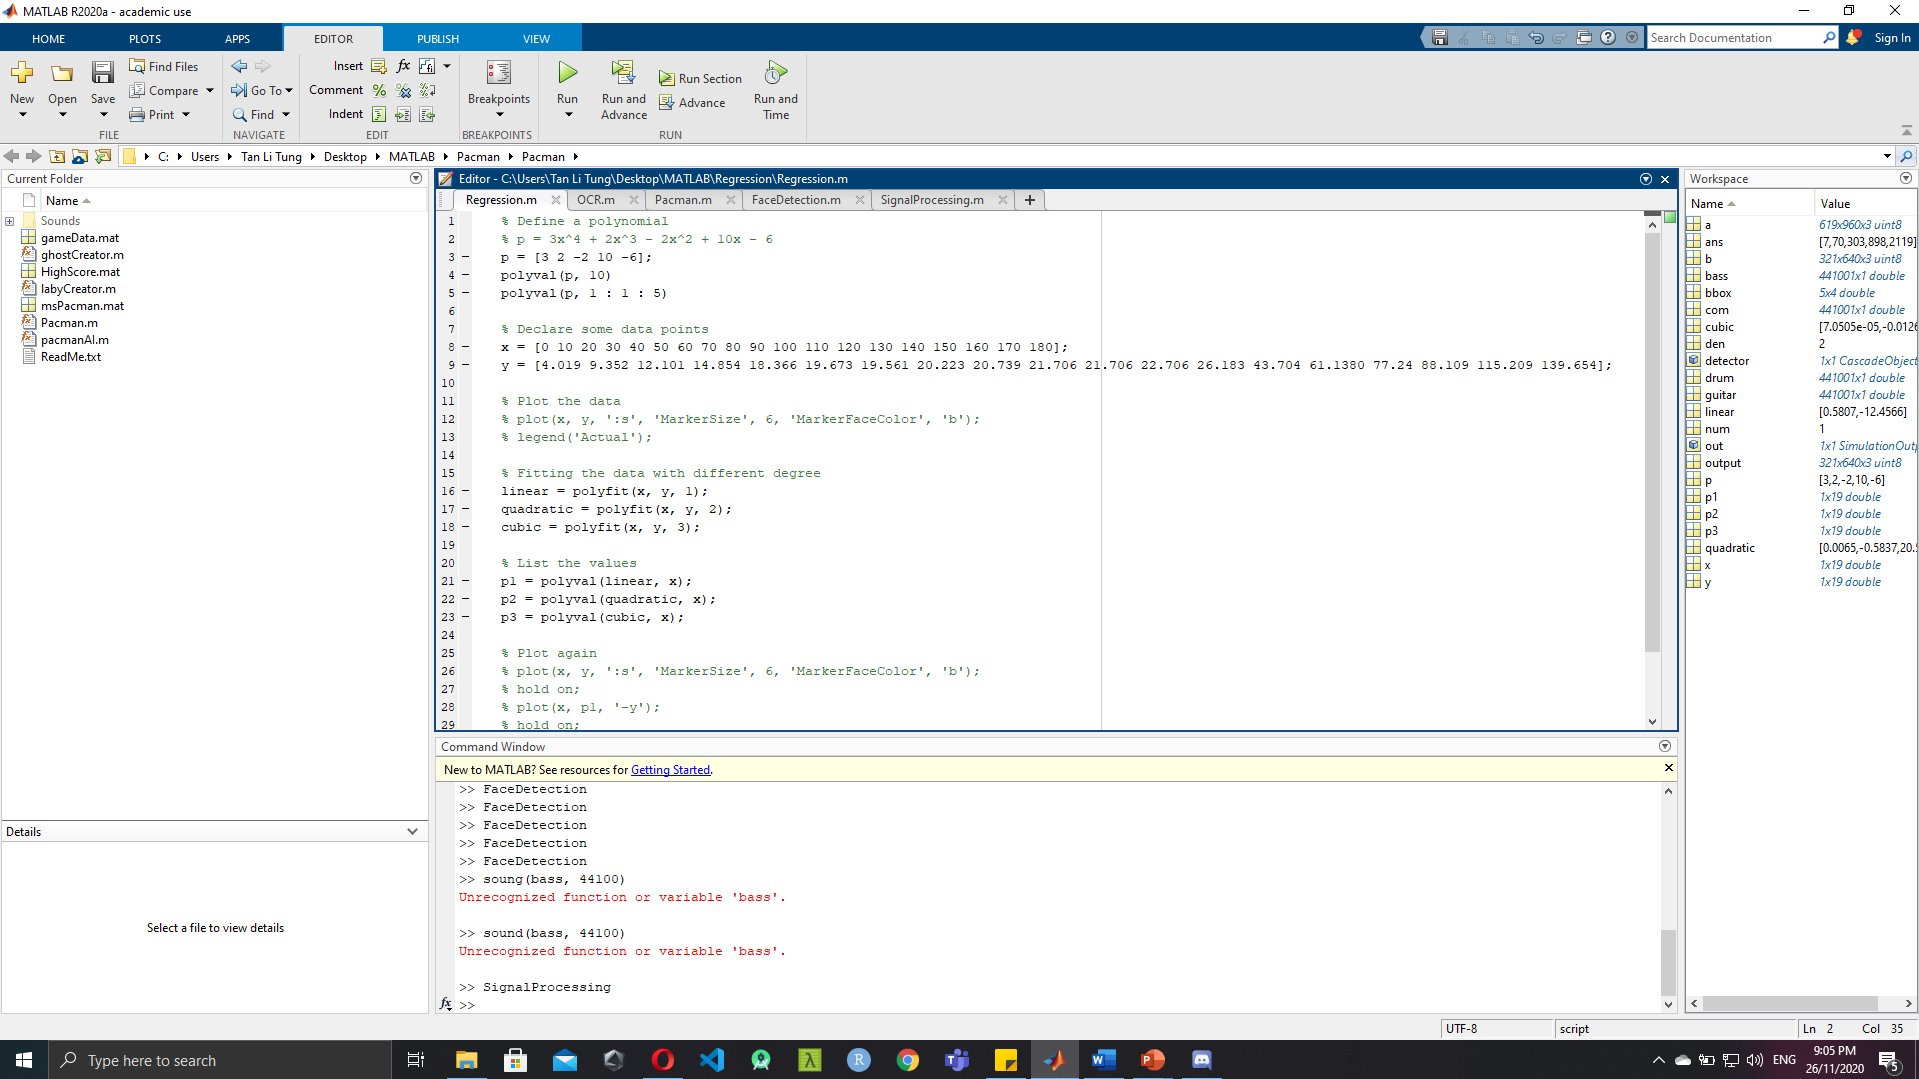 MATLAB R2020a - academic use
HOME PLOTS APPS EDITOR PUBLISH VIEW
Search Documentation
Sign In
New Open Save
Find Files
Compare
Print
FILE
Go To
Find
NAVIGATE
Insert fx
Comment
Indent
EDIT
Breakpoints
BREAKPOINTS
Run
Run and Advance
Run Section
Advance
Run and Time
RUN
C: Users Tan Li Tung Desktop MATLAB Pacman Pacman
Current Folder
Name
Sounds
gameData.mat
ghostCreator.m
HighScore.mat
labyCreator.m
msPacman.mat
Pacman.m
pacmanAI.m
ReadMe.txt
Details
Select a file to view details
Editor - C:\Users\Tan Li Tung\Desktop\MATLAB\Regression\Regression.m
Regression.m OCR.m Pacman.m FaceDetection.m SignalProcessing.m
1 % Define a polynomial
2 % p = 3x^4 + 2x^3 - 2x^2 + 10x - 6
3 p = [3 2 -2 10 -6];
4 polyval(p, 10)
5 polyval(p, 1 : 1 : 5)
6
7 % Declare some data points
8 x = [0 10 20 30 40 50 60 70 80 90 100 110 120 130 140 150 160 170 180];
9 y = [4.019 9.352 12.101 14.854 18.366 19.673 19.561 20.223 20.739 21.706 21.706 22.706 26.183 43.704 61.1380 77.24 88.109 115.209 139.654];
10
11 % Plot the data
12 % plot(x, y, ':s', 'MarkerSize', 6, 'MarkerFaceColor', 'b');
13 % legend('Actual');
14
15 % Fitting the data with different degree
16 linear = polyfit(x, y, 1);
17 quadratic = polyfit(x, y, 2);
18 cubic = polyfit(x, y, 3);
19
20 % List the values
21 p1 = polyval(linear, x);
22 p2 = polyval(quadratic, x);
23 p3 = polyval(cubic, x);
24
25 % Plot again
26 % plot(x, y, ':s', 'MarkerSize', 6, 'MarkerFaceColor', 'b');
27 % hold on;
28 % plot(x, p1, '-y');
29 % hold on;
Command Window
New to MATLAB? See resources for Getting Started.
>> FaceDetection
>> FaceDetection
>> FaceDetection
>> FaceDetection
>> FaceDetection
>> soung(bass, 44100)
Unrecognized function or variable 'bass'.
>> sound(bass, 44100)
Unrecognized function or variable 'bass'.
>> SignalProcessing
fx >>
Workspace
Name Value
a 619x960x3 uint8
ans [7,70,303,898,2119]
b 321x640x3 uint8
bass 441001x1 double
bbox 5x4 double
com 441001x1 double
cubic [7.0505e-05,-0.0126
den 2
detector 1x1 CascadeObject
drum 441001x1 double
guitar 441001x1 double
linear [0.5807,-12.4566]
num 1
out 1x1 SimulationOutp
output 321x640x3 uint8
p [3,2,-2,10,-6]
p1 1x19 double
p2 1x19 double
p3 1x19 double
quadratic [0.0065,-0.5837,20.5
x 1x19 double
y 1x19 double
UTF-8 script Ln 2 Col 35
Type here to search
ENG
9:05 PM
26/11/2020
5